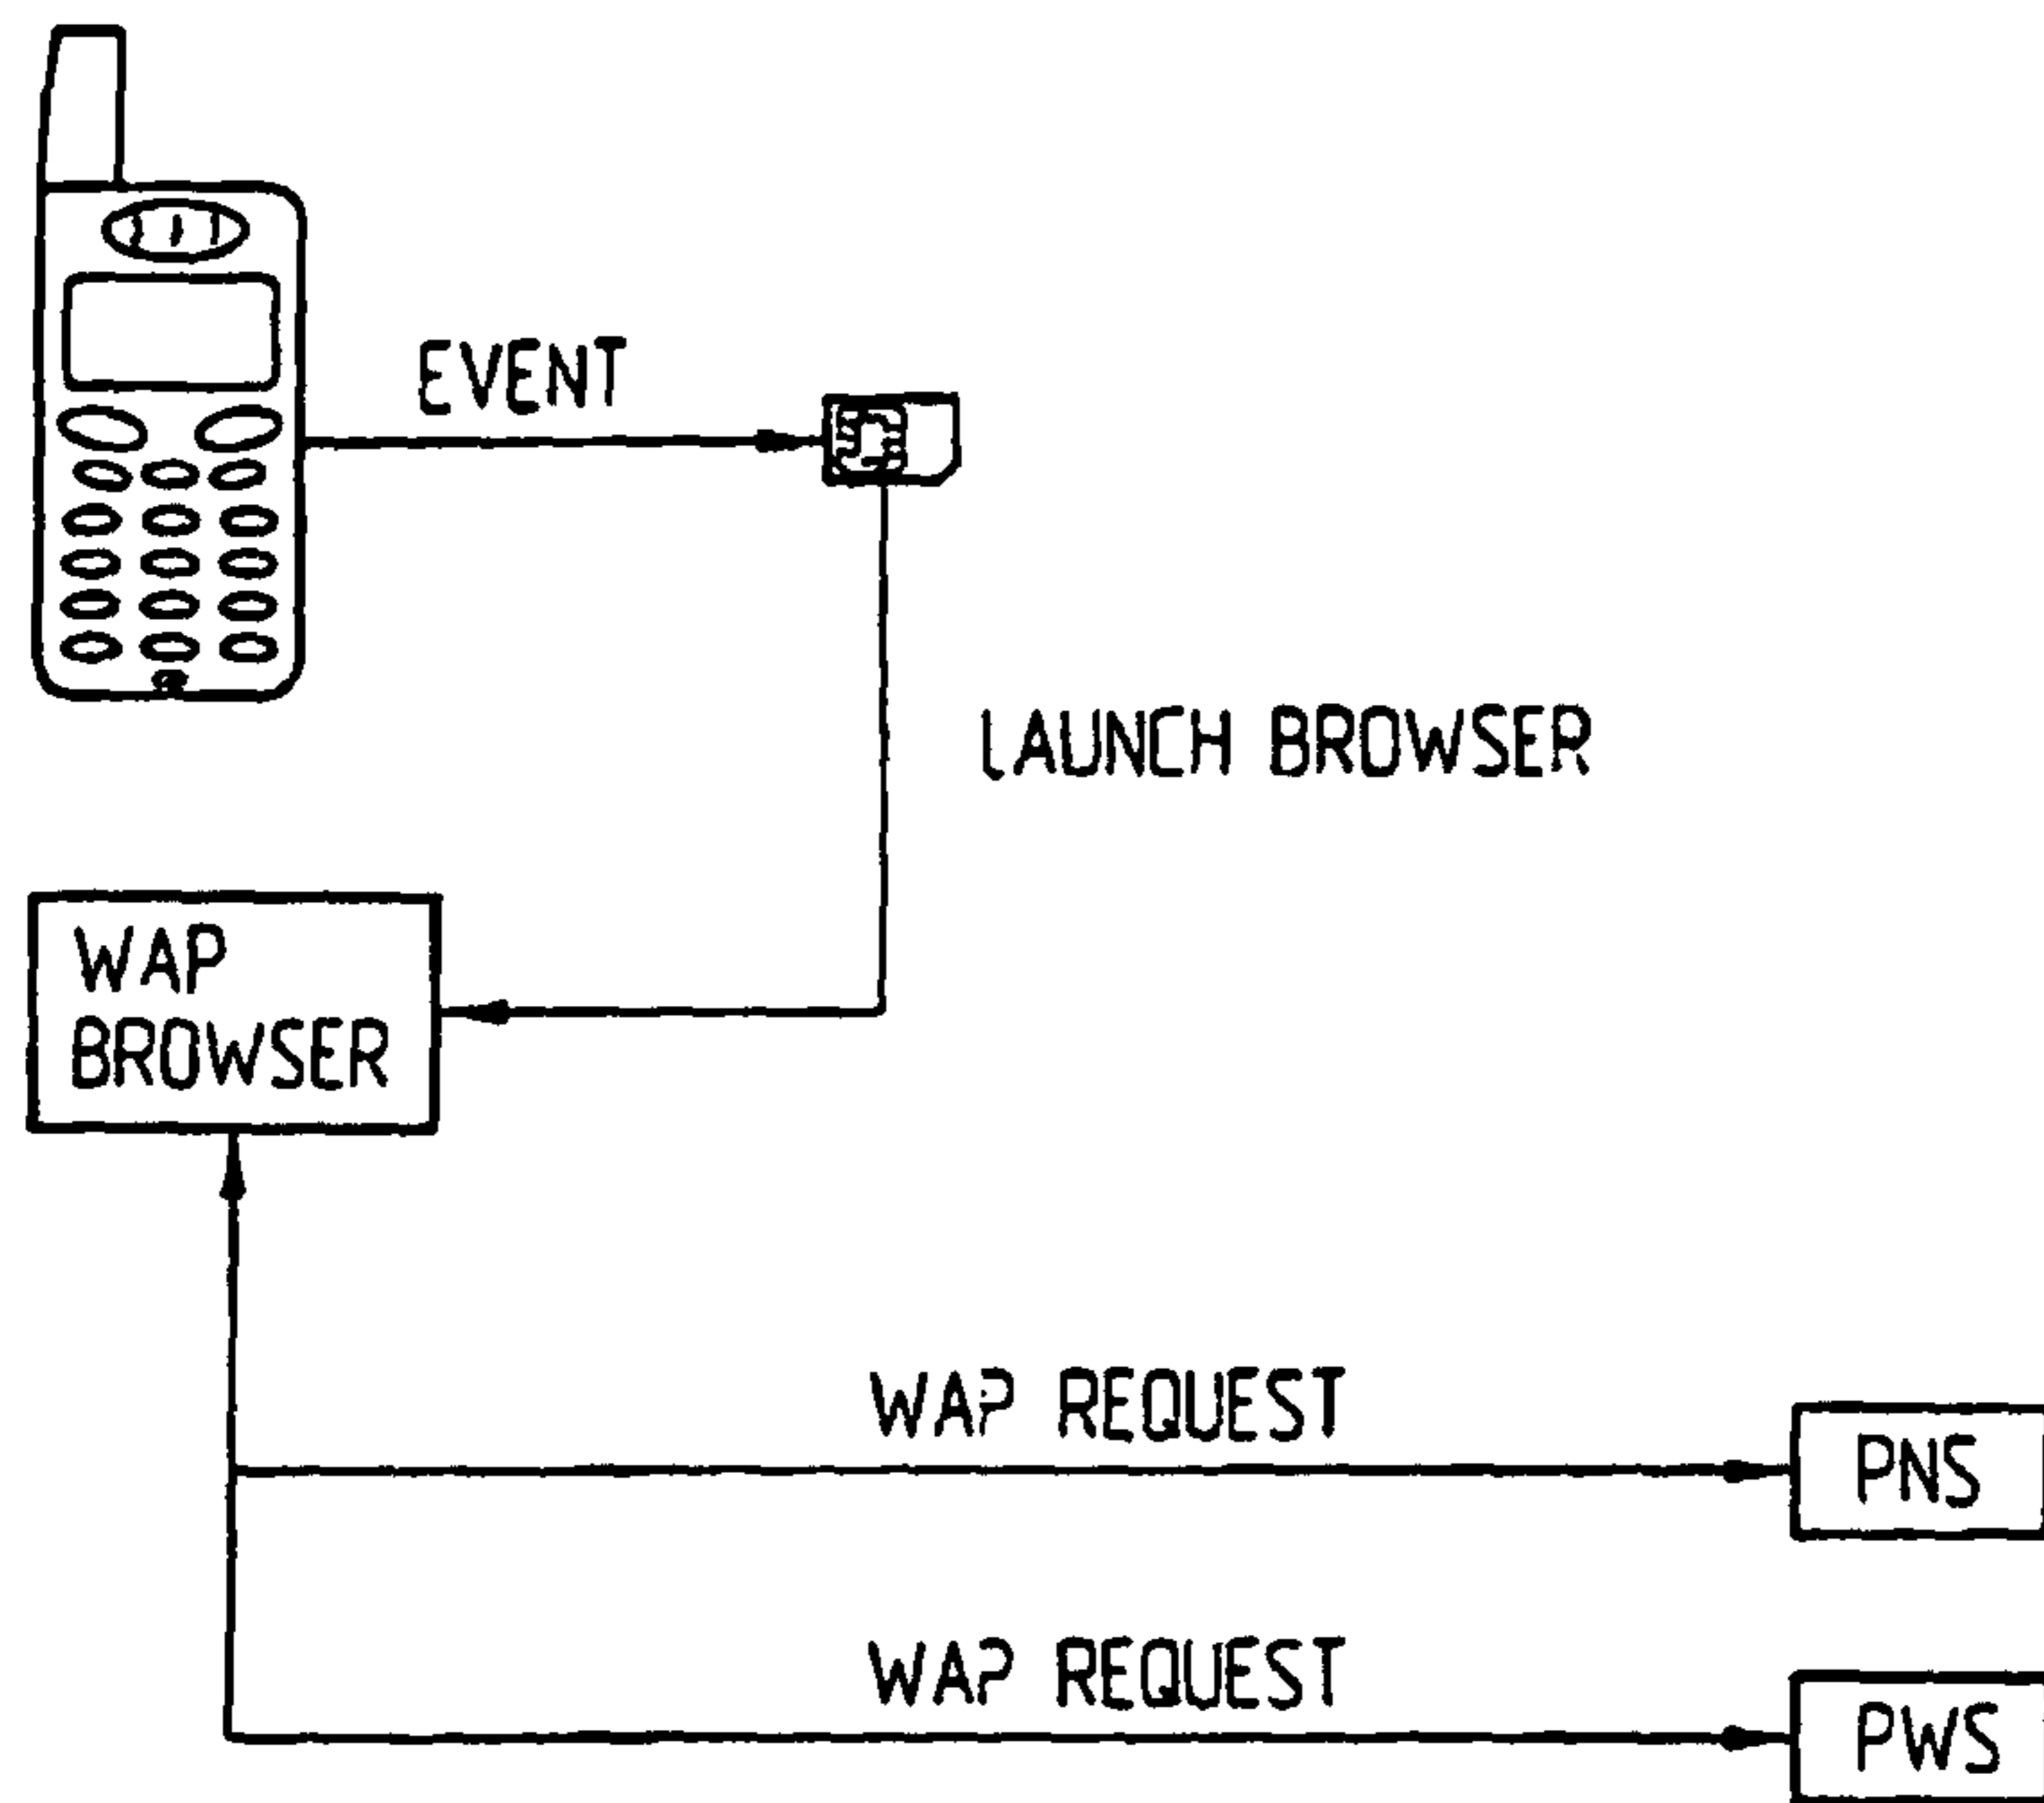 EVENT
LAUNCH BROWSER
WAP
BROWSER
WAP REQUEST
PNS
WAP REQUEST
PWS